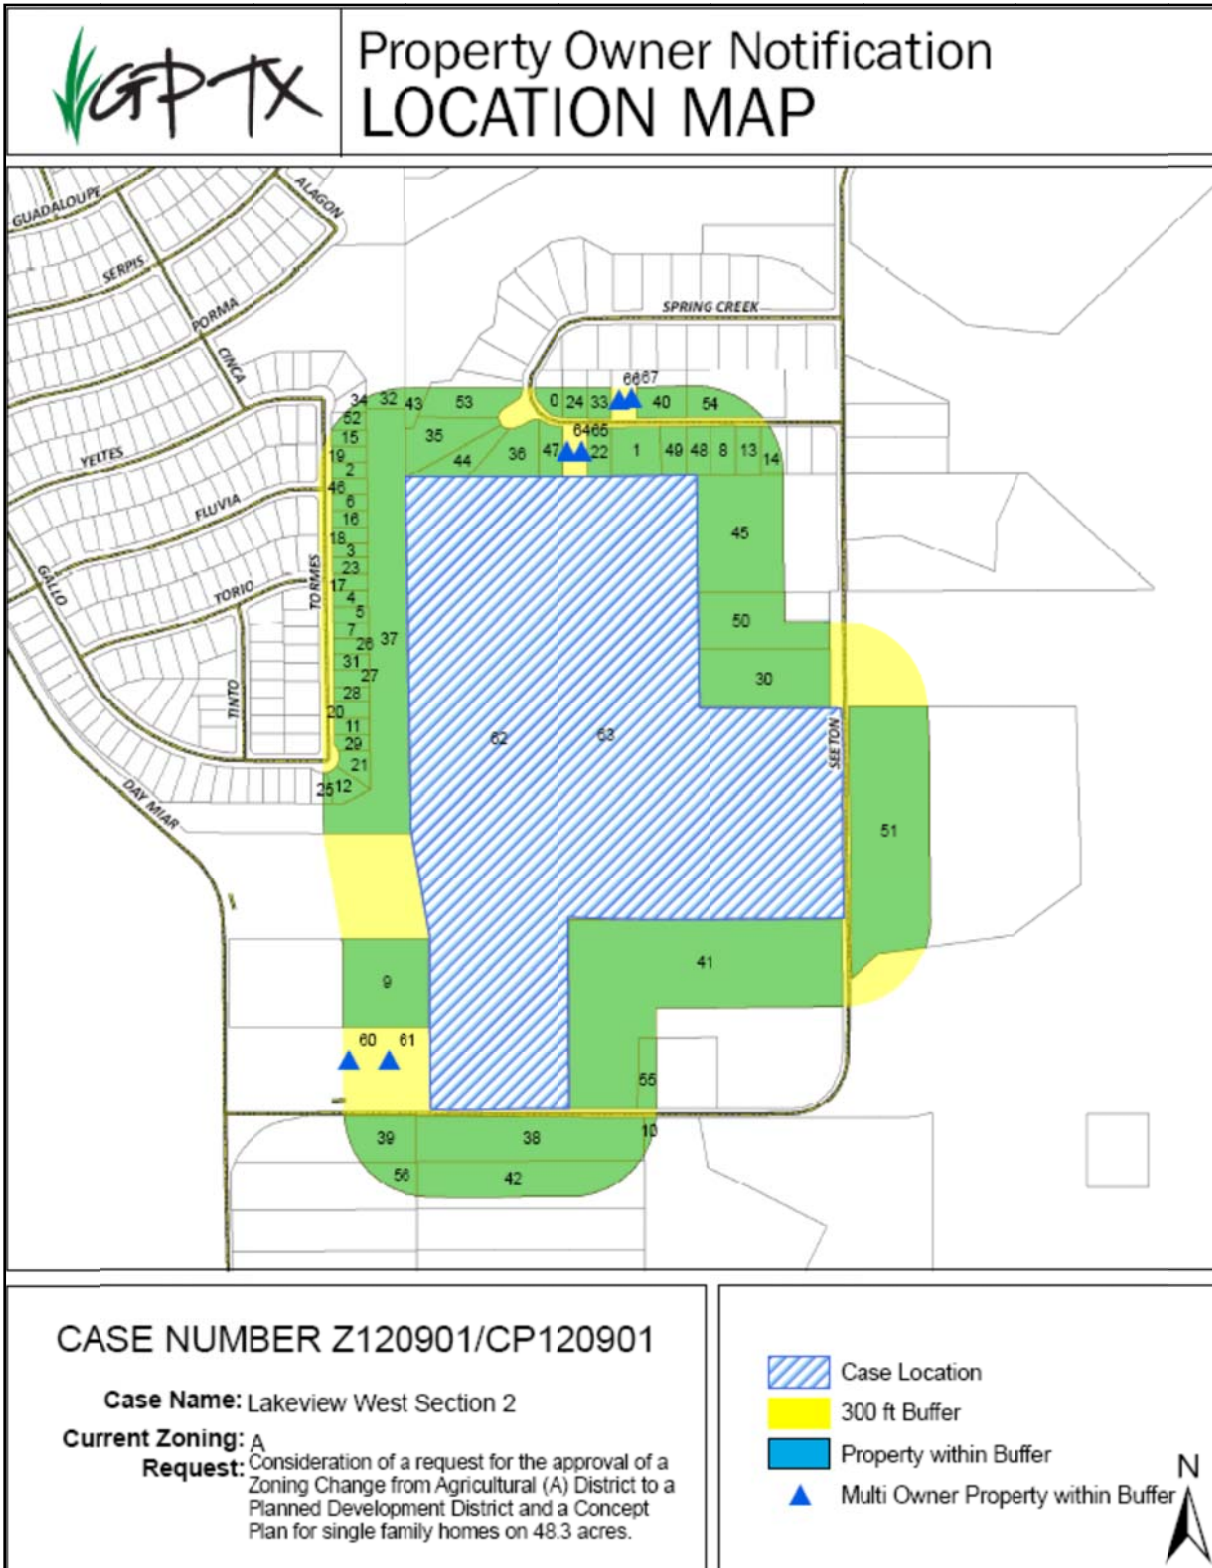 GPTX
Property Owner Notification
LOCATION MAP
GUADALOUPE
ALAGON
SERPIS
PORMA
CINCA
SPRING CREEK
YEITES
FLUVIA
GALLO
TORIO
TORMES
TINTO
DAY MIAR
SEETON
66 67
34 32 43 53 0 24 33 40 54
52
15 35 64 65
19 44 36 47 22 1 49 48 8 13 14
2
46
6
16
18 45
3
23
17
4
5 50
7 37
26
31
27 30
28
20
11 62 63
29
21
25 12
51
41
9
60 61
55
39 38 10
56 42
CASE NUMBER Z120901/CP120901
Case Name: Lakeview West Section 2
Current Zoning: A
Request: Consideration of a request for the approval of a
Zoning Change from Agricultural (A) District to a
Planned Development District and a Concept
Plan for single family homes on 48.3 acres.
Case Location
300 ft Buffer
Property within Buffer
Multi Owner Property within Buffer
N